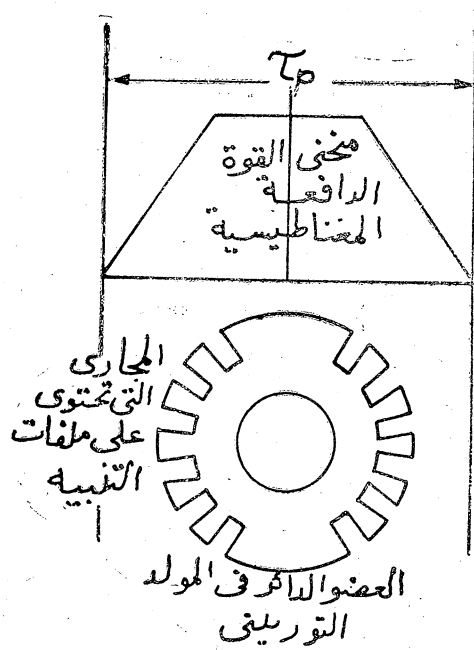 τp
منحنى القوة
الدافعة
المغناطيسية
المجارى
التى تحتوى
على ملفات
التنبيه
العضو الدائر فى المولد
التوربينى